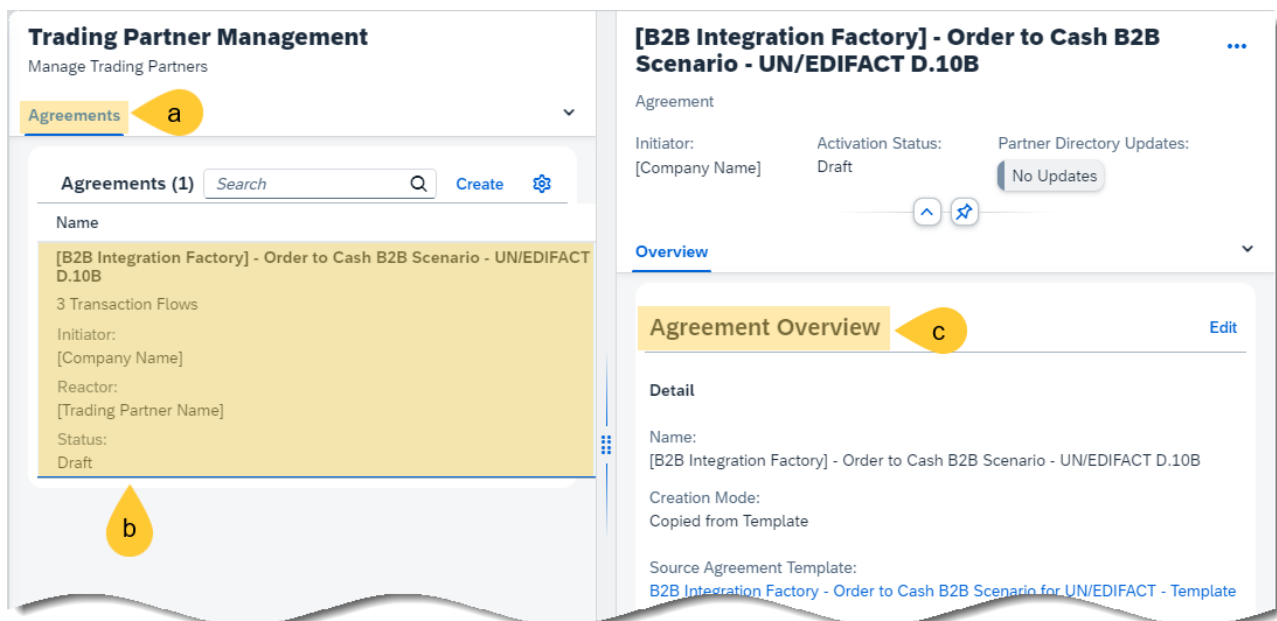 Trading Partner Management
Manage Trading Partners
Agreements
a
Agreements (1)
Search
Create
Name
[B2B Integration Factory] - Order to Cash B2B Scenario - UN/EDIFACT
D.10B
3 Transaction Flows
Initiator:
[Company Name]
Reactor:
[Trading Partner Name]
Status:
Draft
b
[B2B Integration Factory] - Order to Cash B2B
Scenario - UN/EDIFACT D.10B
Agreement
Initiator:
[Company Name]
Activation Status:
Draft
Partner Directory Updates:
No Updates
Overview
Agreement Overview
c
Edit
Detail
Name:
[B2B Integration Factory] - Order to Cash B2B Scenario - UN/EDIFACT D.10B
Creation Mode:
Copied from Template
Source Agreement Template:
B2B Integration Factory - Order to Cash B2B Scenario for UN/EDIFACT - Template